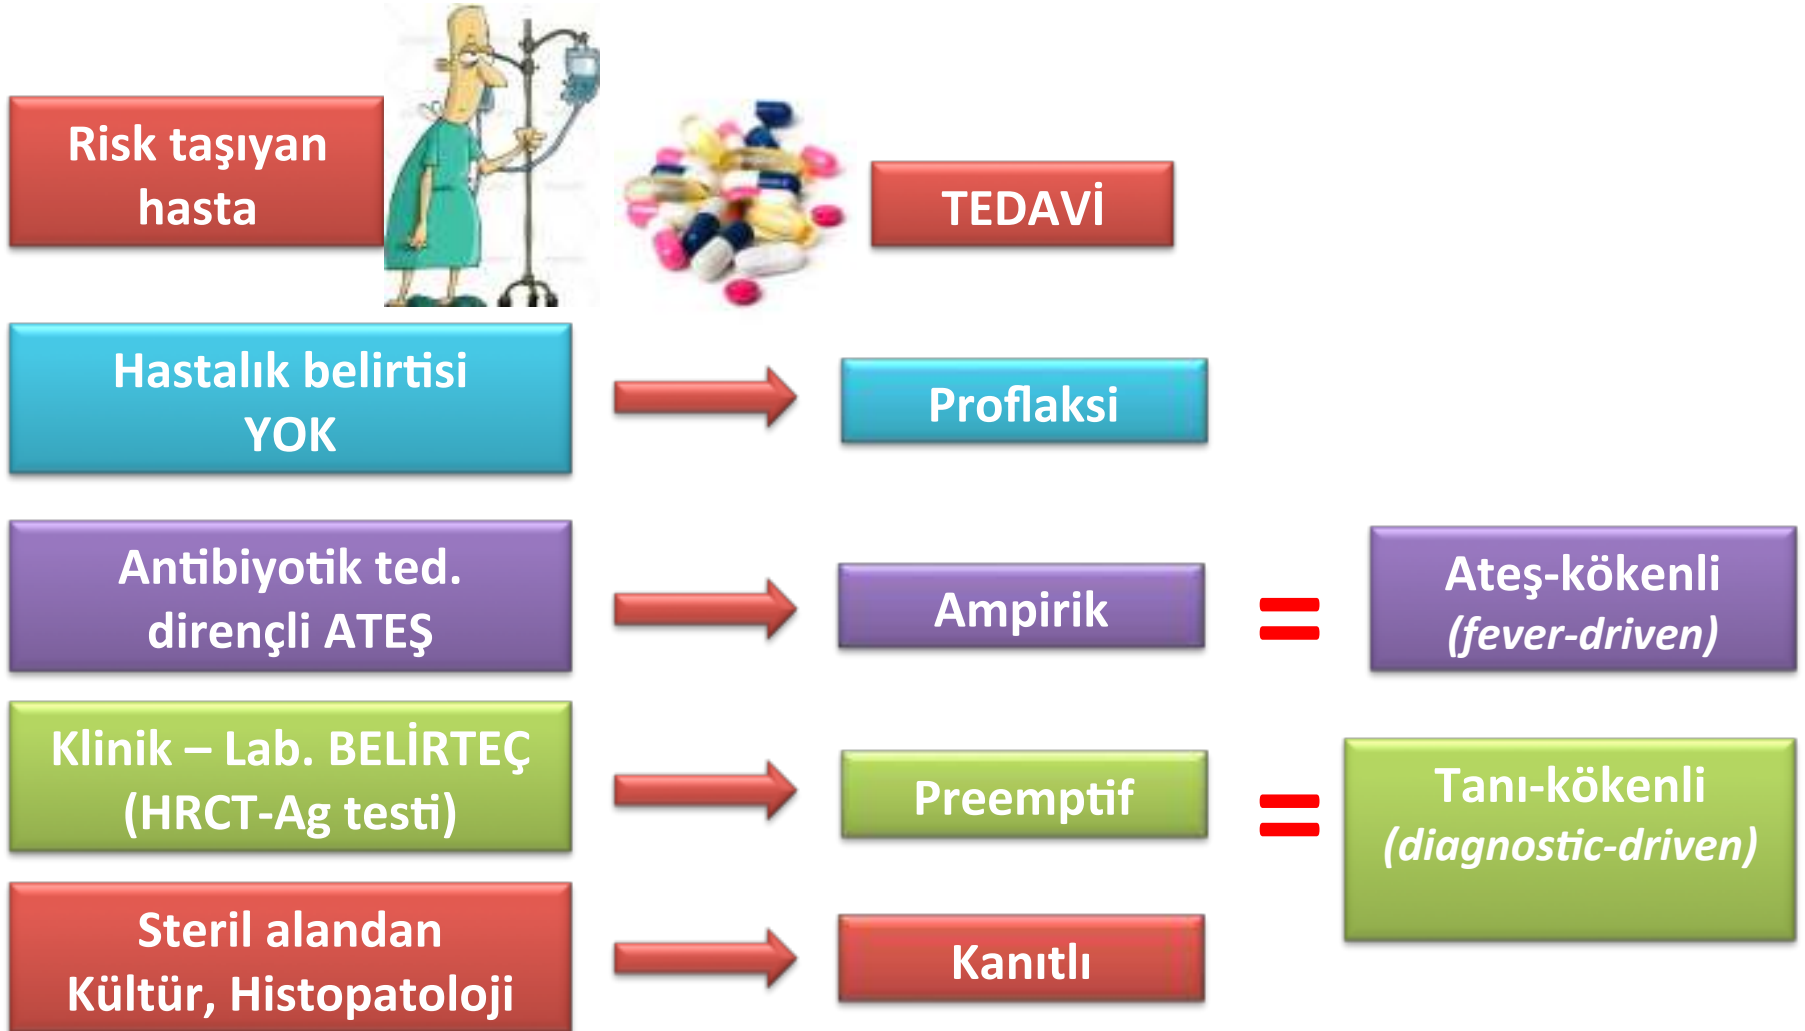 Risk taşıyan
hasta
TEDAVİ
Hastalık belirtisi
YOK
Proflaksi
Antibiyotik ted.
dirençli ATEŞ
Ampirik
=
Ateş-kökenli
(fever-driven)
Klinik – Lab. BELİRTEÇ
(HRCT-Ag testi)
Preemptif
=
Tanı-kökenli
(diagnostic-driven)
Steril alandan
Kültür, Histopatoloji
Kanıtlı